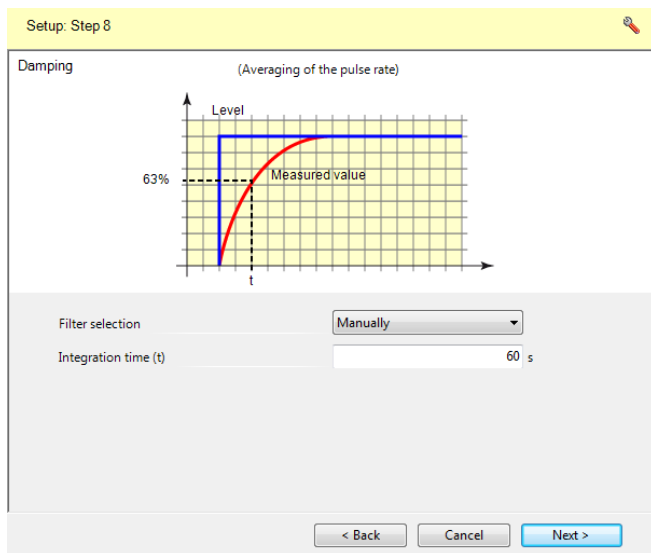 Setup: Step 8
Damping
(Averaging of the pulse rate)
Level
63%
Measured value
t
Filter selection
Manually
Integration time (t)
60 s
< Back
Cancel
Next >